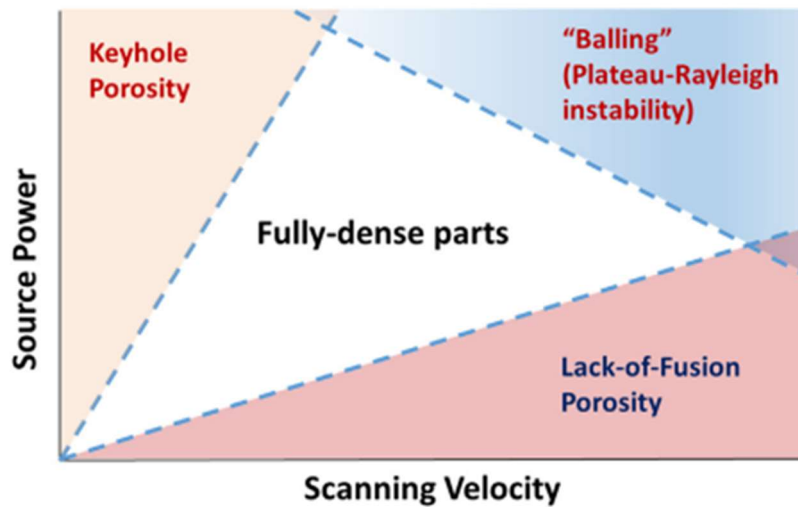 Keyhole
Porosity
“Balling”
(Plateau-Rayleigh
instability)
Fully-dense parts
Lack-of-Fusion
Porosity
Source Power
Scanning Velocity